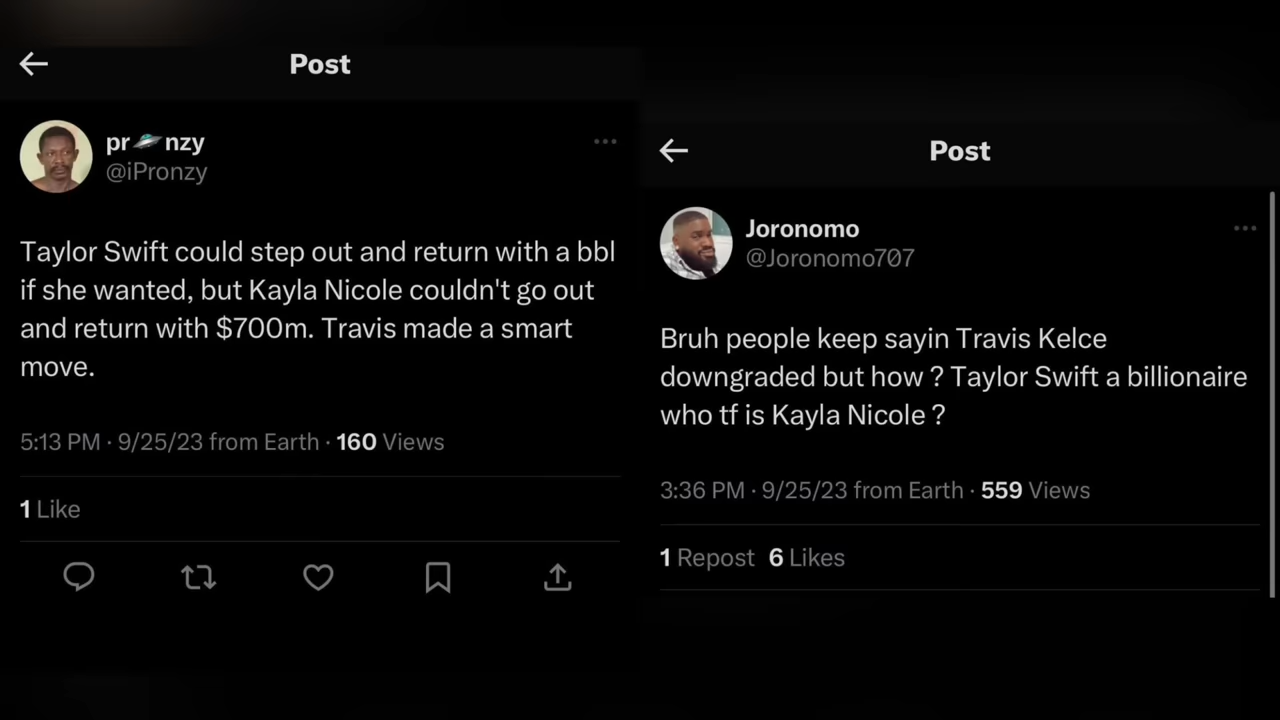 Post
pr🛸nzy
@iPronzy
Taylor Swift could step out and return with a bbl
if she wanted, but Kayla Nicole couldn't go out
and return with $700m. Travis made a smart
move.
5:13 PM · 9/25/23 from Earth · 160 Views
1 Like
Post
Joronomo
@Joronomo707
Bruh people keep sayin Travis Kelce
downgraded but how ? Taylor Swift a billionaire
who tf is Kayla Nicole ?
3:36 PM · 9/25/23 from Earth · 559 Views
1 Repost 6 Likes